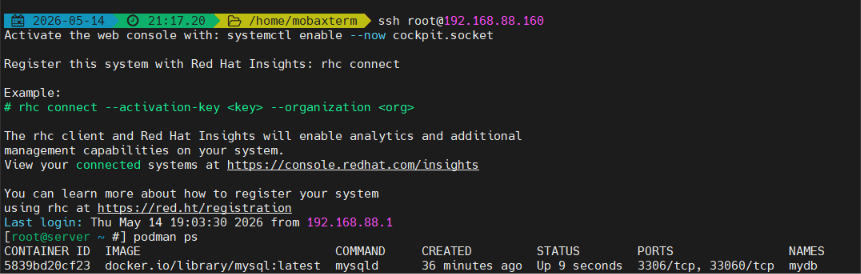 2026-05-14 21:17.20 /home/mobaxterm ssh root@192.168.88.160
Activate the web console with: systemctl enable --now cockpit.socket
Register this system with Red Hat Insights: rhc connect
Example:
# rhc connect --activation-key <key> --organization <org>
The rhc client and Red Hat Insights will enable analytics and additional
management capabilities on your system.
View your connected systems at https://console.redhat.com/insights
You can learn more about how to register your system
using rhc at https://red.ht/registration
Last login: Thu May 14 19:03:30 2026 from 192.168.88.1
[root@server ~ #] podman ps
CONTAINER ID  IMAGE                           COMMAND     CREATED         STATUS        PORTS                NAMES
5839bd20cf23  docker.io/library/mysql:latest  mysqld      36 minutes ago  Up 9 seconds  3306/tcp, 33060/tcp  mydb